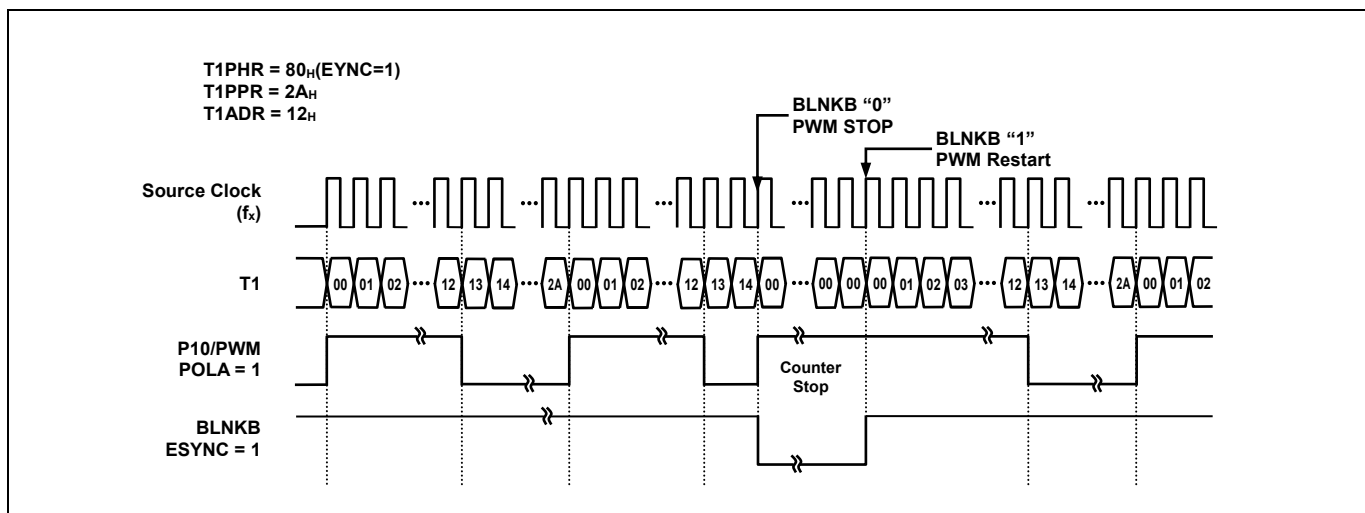 T1PHR = 80H(EYNC=1)
T1PPR = 2AH
T1ADR = 12H
BLNKB “0”
PWM STOP
BLNKB “1”
PWM Restart
Source Clock
(fx)
T1
00 01 02 ... 12 13 14 ... 2A 00 01 02 ... 12 13 14 00 ... 00 00 00 01 02 03 ... 12 13 14 ... 2A 00 01 02
P10/PWM
POLA = 1
Counter
Stop
BLNKB
ESYNC = 1